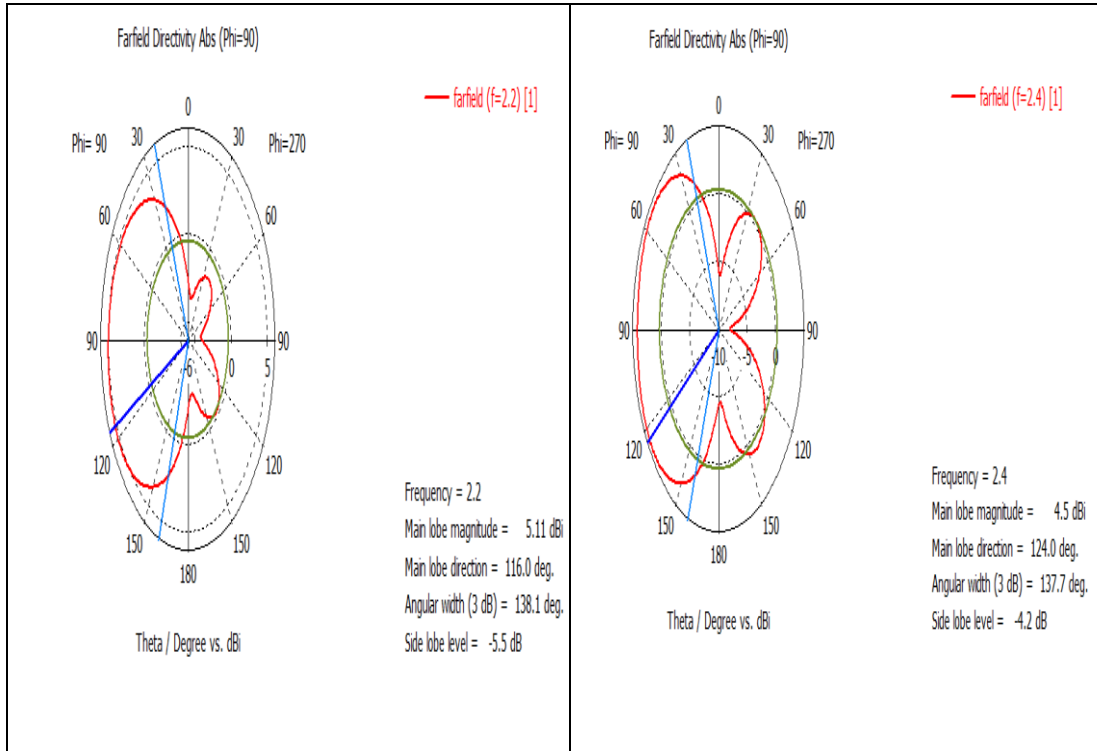 Farfield Directivity Abs (Phi=90)
farfield (f=2.2) [1]
0
Phi= 90 30 30 Phi=270
60 60
90 -6 0 5 90
120 120
150 150
180
Frequency = 2.2
Main lobe magnitude = 5.11 dBi
Main lobe direction = 116.0 deg.
Angular width (3 dB) = 138.1 deg.
Side lobe level = -5.5 dB
Theta / Degree vs. dBi
Farfield Directivity Abs (Phi=90)
farfield (f=2.4) [1]
0
Phi= 90 30 30 Phi=270
60 60
90 -10 -5 0 90
120 120
150 150
180
Frequency = 2.4
Main lobe magnitude = 4.5 dBi
Main lobe direction = 124.0 deg.
Angular width (3 dB) = 137.7 deg.
Side lobe level = -4.2 dB
Theta / Degree vs. dBi